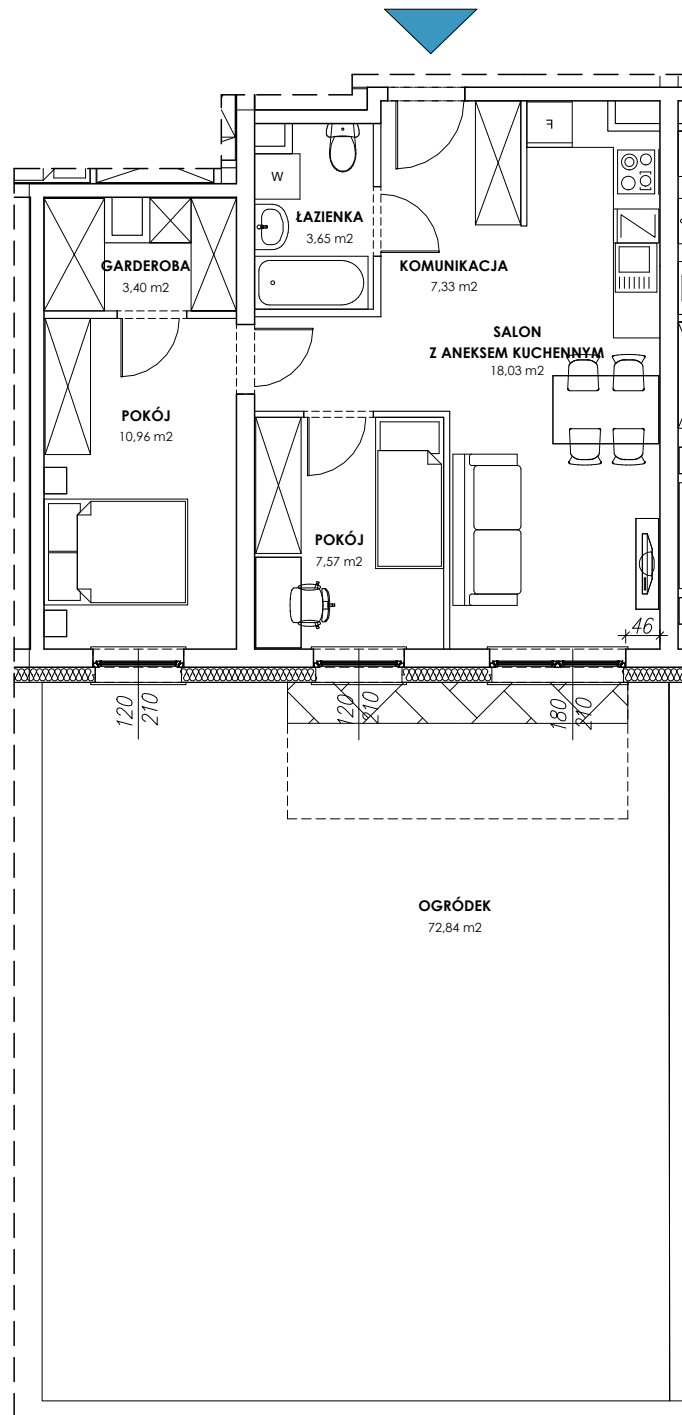 F
W
ŁAZIENKA
3,65 m2
GARDEROBA
3,40 m2
KOMUNIKACJA
7,33 m2
SALON
Z ANEKSEM KUCHENNYM
18,03 m2
POKÓJ
10,96 m2
POKÓJ
7,57 m2
46
120
210
120
210
180
210
OGRÓDEK
72,84 m2